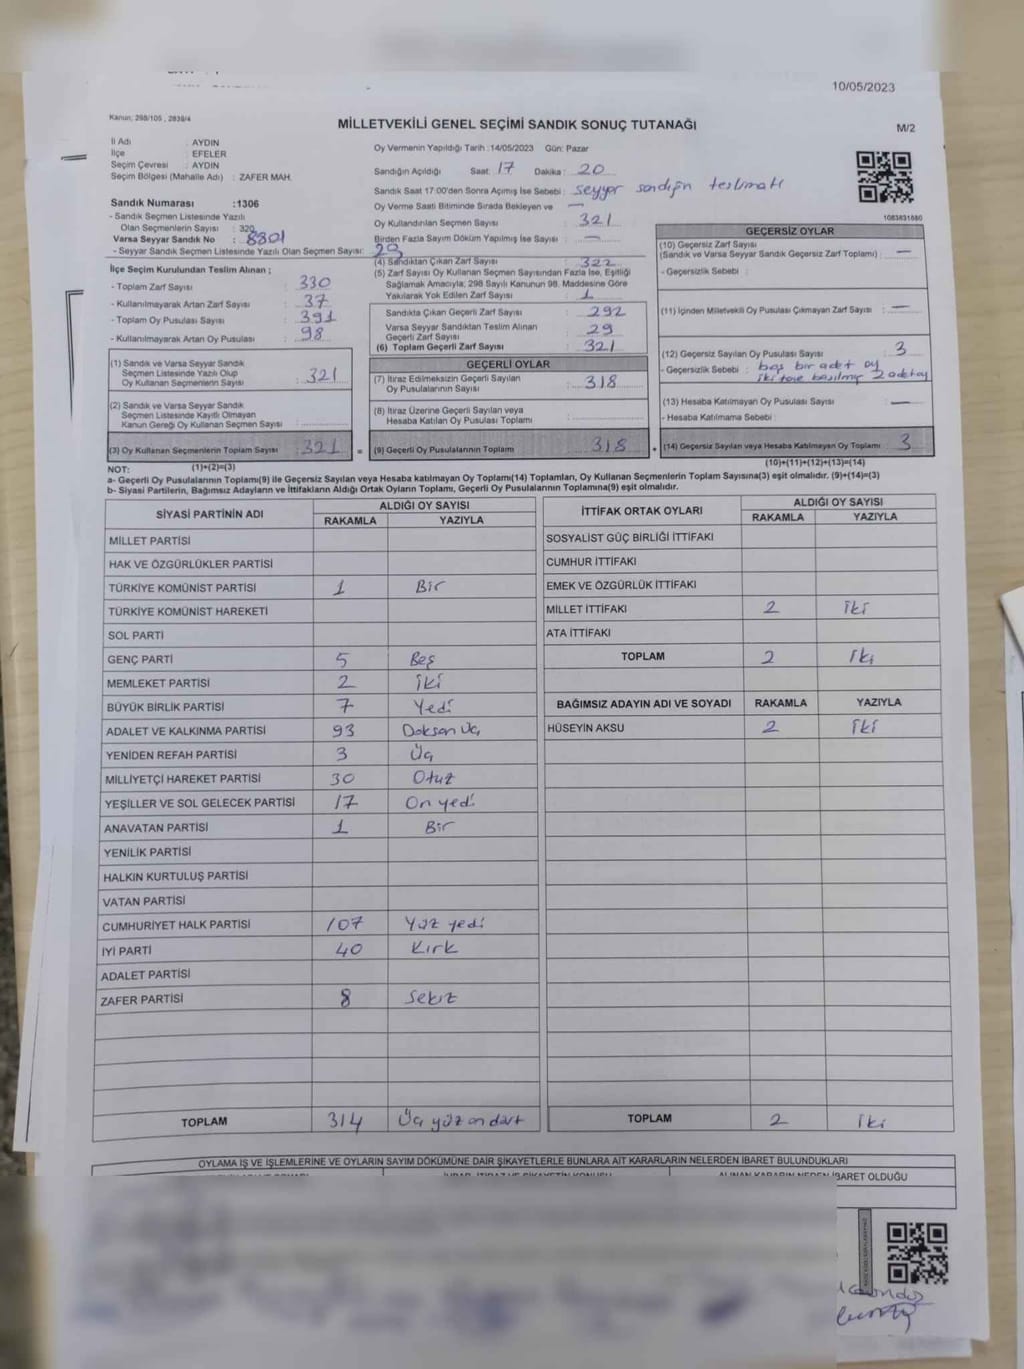 10/05/2023
Kanun; 298/105 , 2839/4
MİLLETVEKİLİ GENEL SEÇİMİ SANDIK SONUÇ TUTANAĞI
M/2
İl Adı : AYDIN
İlçe : EFELER
Seçim Çevresi : AYDIN
Seçim Bölgesi (Mahalle Adı) : ZAFER MAH.
Sandık Numarası :1306
- Sandık Seçmen Listesinde Yazılı
Olan Seçmenlerin Sayısı : 320
Varsa Seyyar Sandık No : 8801
- Seyyar Sandık Seçmen Listesinde Yazılı Olan Seçmen Sayısı: 29
Oy Vermenin Yapıldığı Tarih :14/05/2023 Gün: Pazar
Sandığın Açıldığı Saat: 17 Dakika : 20
Sandık Saat 17:00'den Sonra Açılmış İse Sebebi : seyyar sandığın teslimatı
Oy Verme Saati Bitiminde Sırada Bekleyen ve —
Oy Kullandırılan Seçmen Sayısı : 321
Birden Fazla Sayım Döküm Yapılmış İse Sayısı : —
(4) Sandıktan Çıkan Zarf Sayısı : 322
(5) Zarf Sayısı Oy Kullanan Seçmen Sayısından Fazla İse, Eşitliği
Sağlamak Amacıyla; 298 Sayılı Kanunun 98. Maddesine Göre
Yakılarak Yok Edilen Zarf Sayısı : 1
Sandıkta Çıkan Geçerli Zarf Sayısı : 292
Varsa Seyyar Sandıktan Teslim Alınan
Geçerli Zarf Sayısı : 29
(6) Toplam Geçerli Zarf Sayısı : 321
İlçe Seçim Kurulundan Teslim Alınan ;
- Toplam Zarf Sayısı : 330
- Kullanılmayarak Artan Zarf Sayısı : 37
- Toplam Oy Pusulası Sayısı : 391
- Kullanılmayarak Artan Oy Pusulası : 98
(1) Sandık ve Varsa Seyyar Sandık
Seçmen Listesinde Yazılı Olup
Oy Kullanan Seçmenlerin Sayısı : 321
(2) Sandık ve Varsa Seyyar Sandık
Seçmen Listesinde Kayıtlı Olmayan
Kanun Gereği Oy Kullanan Seçmen Sayısı :
(3) Oy Kullanan Seçmenlerin Toplam Sayısı : 321
(1)+(2)=(3)
GEÇERLİ OYLAR
(7) İtiraz Edilmeksizin Geçerli Sayılan
Oy Pusulalarının Sayısı : 318
(8) İtiraz Üzerine Geçerli Sayılan veya
Hesaba Katılan Oy Pusulası Toplamı :
= (9) Geçerli Oy Pusulalarının Toplamı : 318 +
1083631860
GEÇERSİZ OYLAR
(10) Geçersiz Zarf Sayısı
(Sandık ve Varsa Seyyar Sandık Geçersiz Zarf Toplamı) : —
- Geçersizlik Sebebi :
(11) İçinden Milletvekili Oy Pusulası Çıkmayan Zarf Sayısı : —
(12) Geçersiz Sayılan Oy Pusulası Sayısı : 3
- Geçersizlik Sebebi : boş bir adet oy
iki tane basılmış 2 adet oy
(13) Hesaba Katılmayan Oy Pusulası Sayısı : —
- Hesaba Katılmama Sebebi :
(14) Geçersiz Sayılan veya Hesaba Katılmayan Oy Toplamı : 3
(10)+(11)+(12)+(13)=(14)
NOT:
a- Geçerli Oy Pusulalarının Toplamı(9) ile Geçersiz Sayılan veya Hesaba katılmayan Oy Toplamı(14) Toplamları, Oy Kullanan Seçmenlerin Toplam Sayısına(3) eşit olmalıdır. (9)+(14)=(3)
b- Siyasi Partilerin, Bağımsız Adayların ve İttifakların Aldığı Ortak Oyların Toplamı, Geçerli Oy Pusulalarının Toplamına(9) eşit olmalıdır.
SİYASİ PARTİNİN ADI ALDIĞI OY SAYISI
RAKAMLA YAZIYLA
MİLLET PARTİSİ
HAK VE ÖZGÜRLÜKLER PARTİSİ
TÜRKİYE KOMÜNİST PARTİSİ 1 Bir
TÜRKİYE KOMÜNİST HAREKETİ
SOL PARTİ
GENÇ PARTİ 5 Beş
MEMLEKET PARTİSİ 2 iki
BÜYÜK BİRLİK PARTİSİ 7 Yedi
ADALET VE KALKINMA PARTİSİ 93 Doksan Üç
YENİDEN REFAH PARTİSİ 3 Üç
MİLLİYETÇİ HAREKET PARTİSİ 30 Otuz
YEŞİLLER VE SOL GELECEK PARTİSİ 17 On yedi
ANAVATAN PARTİSİ 1 Bir
YENİLİK PARTİSİ
HALKIN KURTULUŞ PARTİSİ
VATAN PARTİSİ
CUMHURİYET HALK PARTİSİ 107 Yüz yedi
İYİ PARTİ 40 Kırk
ADALET PARTİSİ
ZAFER PARTİSİ 8 Sekiz
TOPLAM 314 Üç yüz on dört
İTTİFAK ORTAK OYLARI ALDIĞI OY SAYISI
RAKAMLA YAZIYLA
SOSYALİST GÜÇ BİRLİĞİ İTTİFAKI
CUMHUR İTTİFAKI
EMEK VE ÖZGÜRLÜK İTTİFAKI
MİLLET İTTİFAKI 2 iki
ATA İTTİFAKI
TOPLAM 2 iki
BAĞIMSIZ ADAYIN ADI VE SOYADI RAKAMLA YAZIYLA
HÜSEYİN AKSU 2 iki
TOPLAM 2 iki
OYLAMA İŞ VE İŞLEMLERİNE VE OYLARIN SAYIM DÖKÜMÜNE DAİR ŞİKAYETLERLE BUNLARA AİT KARARLARIN NELERDEN İBARET BULUNDUKLARI
ALINAN KARARIN NEDEN İBARET OLDUĞU